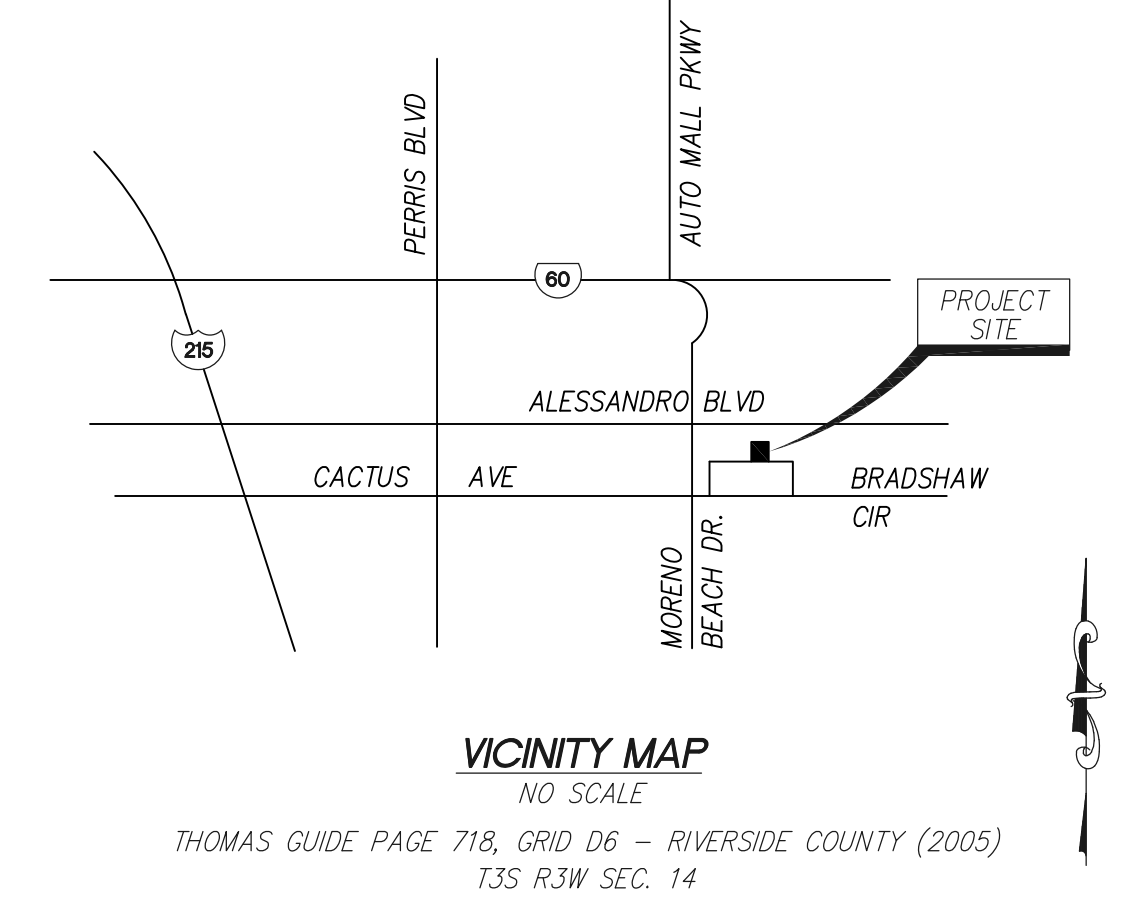 AUTO MALL PKWY
PERRIS BLVD
60
PROJECT
SITE
215
ALESSANDRO BLVD
CACTUS AVE
BRADSHAW
CIR
MORENO
BEACH DR.
VICINITY MAP
NO SCALE
THOMAS GUIDE PAGE 718, GRID D6 – RIVERSIDE COUNTY (2005)
T3S R3W SEC. 14